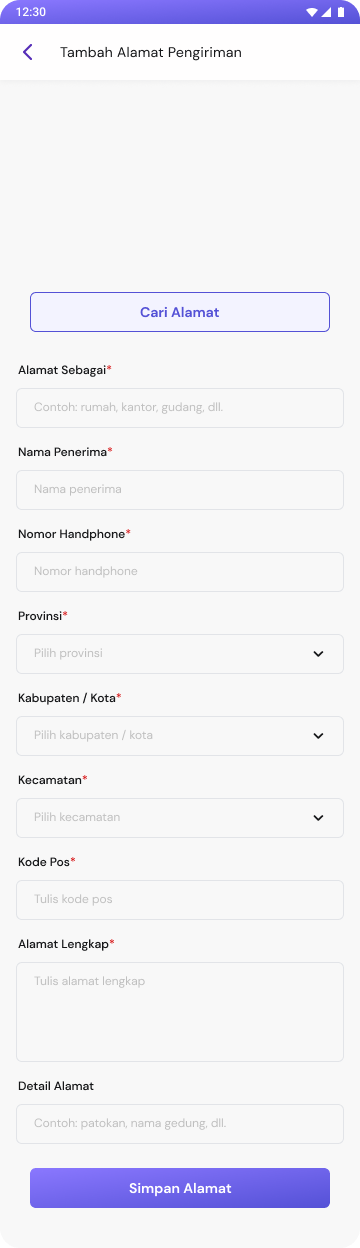 12:30
Tambah Alamat Pengiriman
Cari Alamat
Alamat Sebagai*
Contoh: rumah, kantor, gudang, dll.
Nama Penerima*
Nama penerima
Nomor Handphone*
Nomor handphone
Provinsi*
Pilih provinsi
Kabupaten / Kota*
Pilih kabupaten / kota
Kecamatan*
Pilih kecamatan
Kode Pos*
Tulis kode pos
Alamat Lengkap*
Tulis alamat lengkap
Detail Alamat
Contoh: patokan, nama gedung, dll.
Simpan Alamat